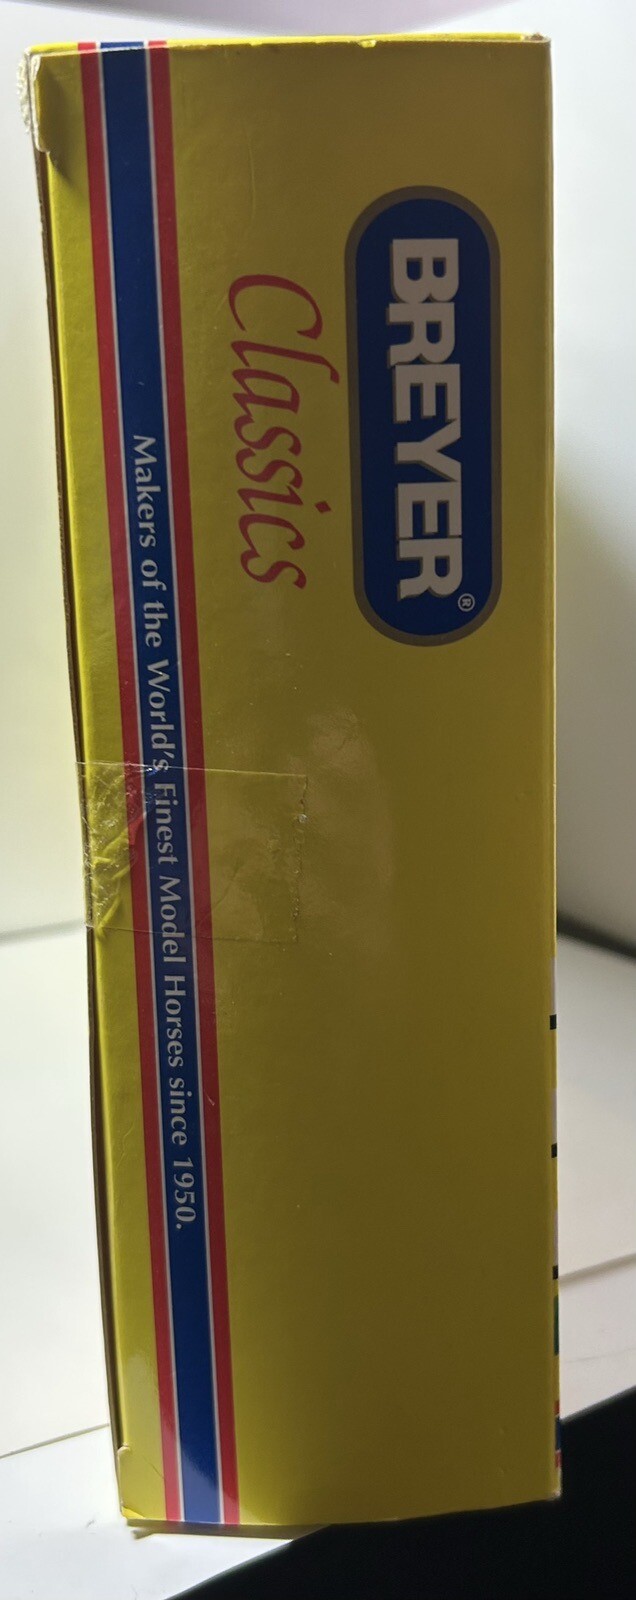 BREYER®
Classics
Makers of the World's Finest Model Horses since 1950.